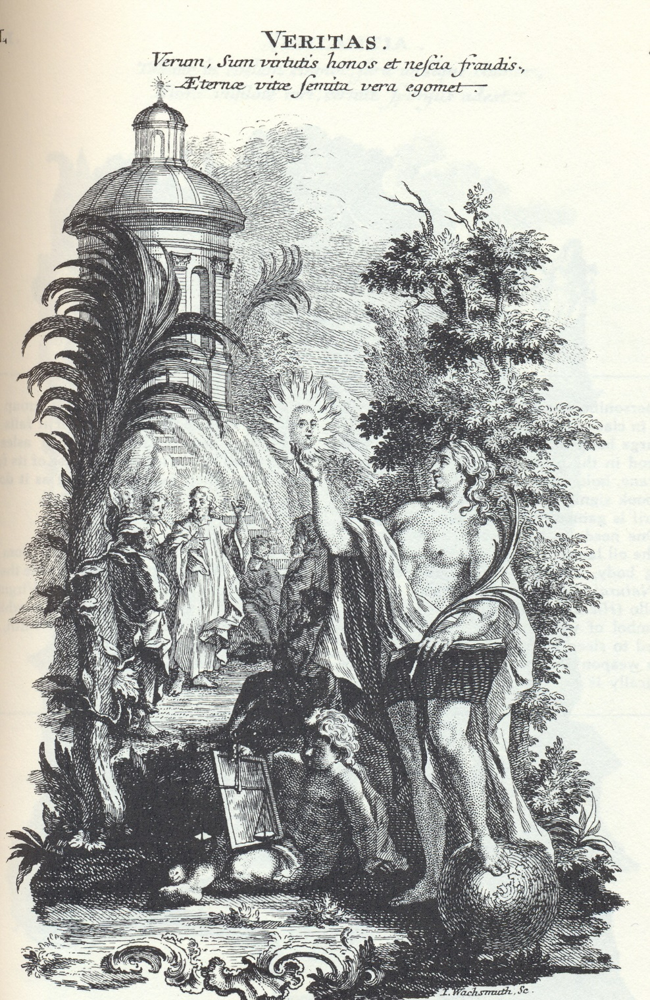 VERITAS.
Verum, Sum virtutis honos et neſcia fraudis.,
Æternæ vitæ ſemita vera egomet—.
I. Wachsmuth, Sc.